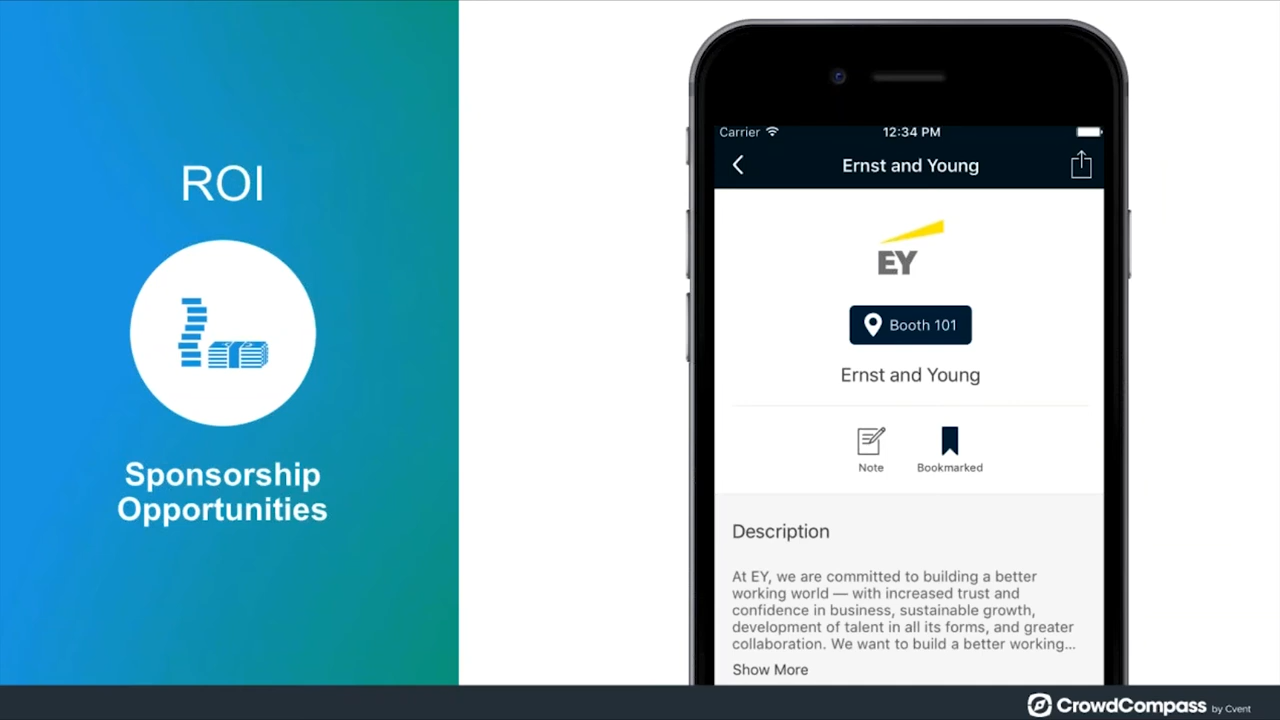 ROI
Sponsorship
Opportunities
Carrier
12:34 PM
Ernst and Young
EY
Booth 101
Ernst and Young
Note
Bookmarked
Description
At EY, we are committed to building a better
working world — with increased trust and
confidence in business, sustainable growth,
development of talent in all its forms, and greater
collaboration. We want to build a better working...
Show More
CrowdCompass by Cvent